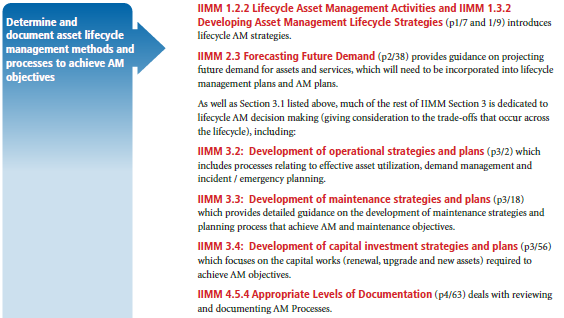 Determine and
document asset lifecycle
management methods and
processes to achieve AM
objectives
IIMM 1.2.2 Lifecycle Asset Management Activities and IIMM 1.3.2
Developing Asset Management Lifecycle Strategies (p1/7 and 1/9) introduces
lifecycle AM strategies.
IIMM 2.3 Forecasting Future Demand (p2/38) provides guidance on projecting
future demand for assets and services, which will need to be incorporated into lifecycle
management plans and AM plans.
As well as Section 3.1 listed above, much of the rest of IIMM Section 3 is dedicated to
lifecycle AM decision making (giving consideration to the trade-offs that occur across
the lifecycle), including:
IIMM 3.2: Development of operational strategies and plans (p3/2) which
includes processes relating to effective asset utilization, demand management and
incident / emergency planning.
IIMM 3.3: Development of maintenance strategies and plans (p3/18)
which provides detailed guidance on the development of maintenance strategies and
planning process that achieve AM and maintenance objectives.
IIMM 3.4: Development of capital investment strategies and plans (p3/56)
which focuses on the capital works (renewal, upgrade and new assets) required to
achieve AM objectives.
IIMM 4.5.4 Appropriate Levels of Documentation (p4/63) deals with reviewing
and documenting AM Processes.